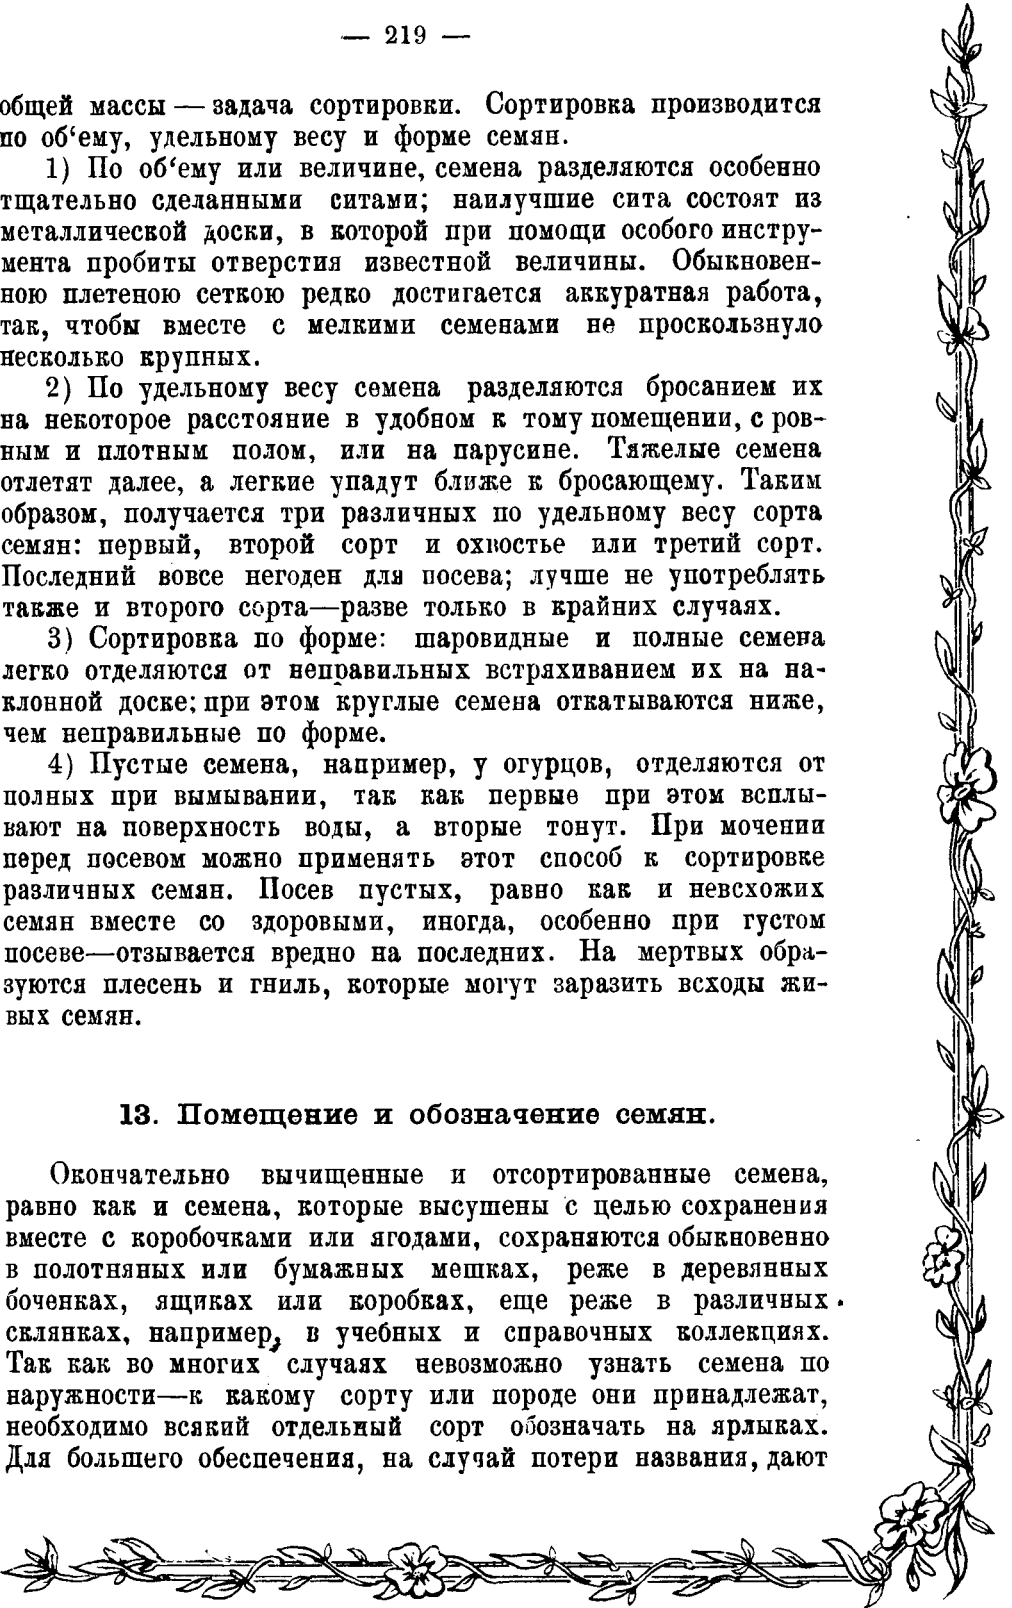 — 219 —
общей массы — задача сортировки. Сортировка производится
по об‘ему, удельному весу и форме семян.
1) По об‘ему или величине, семена разделяются особенно
тщательно сделанными ситами; наилучшие сита состоят из
металлической доски, в которой при помощи особого инстру-
мента пробиты отверстия известной величины. Обыкновен-
ною плетеною сеткою редко достигается аккуратная работа,
так, чтобы вместе с мелкими семенами не проскользнуло
несколько крупных.
2) По удельному весу семена разделяются бросанием их
на некоторое расстояние в удобном к тому помещении, с ров-
ным и плотным полом, или на парусине. Тяжелые семена
отлетят далее, а легкие упадут ближе к бросающему. Таким
образом, получается три различных по удельному весу сорта
семян: первый, второй сорт и охвостье или третий сорт.
Последний вовсе негоден для посева; лучше не употреблять
также и второго сорта—разве только в крайних случаях.
3) Сортировка по форме: шаровидные и полные семена
легко отделяются от неправильных встряхиванием их на на-
клонной доске; при этом круглые семена откатываются ниже,
чем неправильные по форме.
4) Пустые семена, например, у огурцов, отделяются от
полных при вымывании, так как первые при этом всплы-
вают на поверхность воды, а вторые тонут. При мочении
перед посевом можно применять этот способ к сортировке
различных семян. Посев пустых, равно как и невсхожих
семян вместе со здоровыми, иногда, особенно при густом
посеве—отзывается вредно на последних. На мертвых обра-
зуются плесень и гниль, которые могут заразить всходы жи-
вых семян.
13. Помещение и обозначение семян.
Окончательно вычищенные и отсортированные семена,
равно как и семена, которые высушены с целью сохранения
вместе с коробочками или ягодами, сохраняются обыкновенно
в полотняных или бумажных мешках, реже в деревянных
боченках, ящиках или коробках, еще реже в различных
склянках, например, в учебных и справочных коллекциях.
Так как во многих случаях невозможно узнать семена по
наружности—к какому сорту или породе они принадлежат,
необходимо всякий отдельный сорт обозначать на ярлыках.
Для большего обеспечения, на случай потери названия, дают